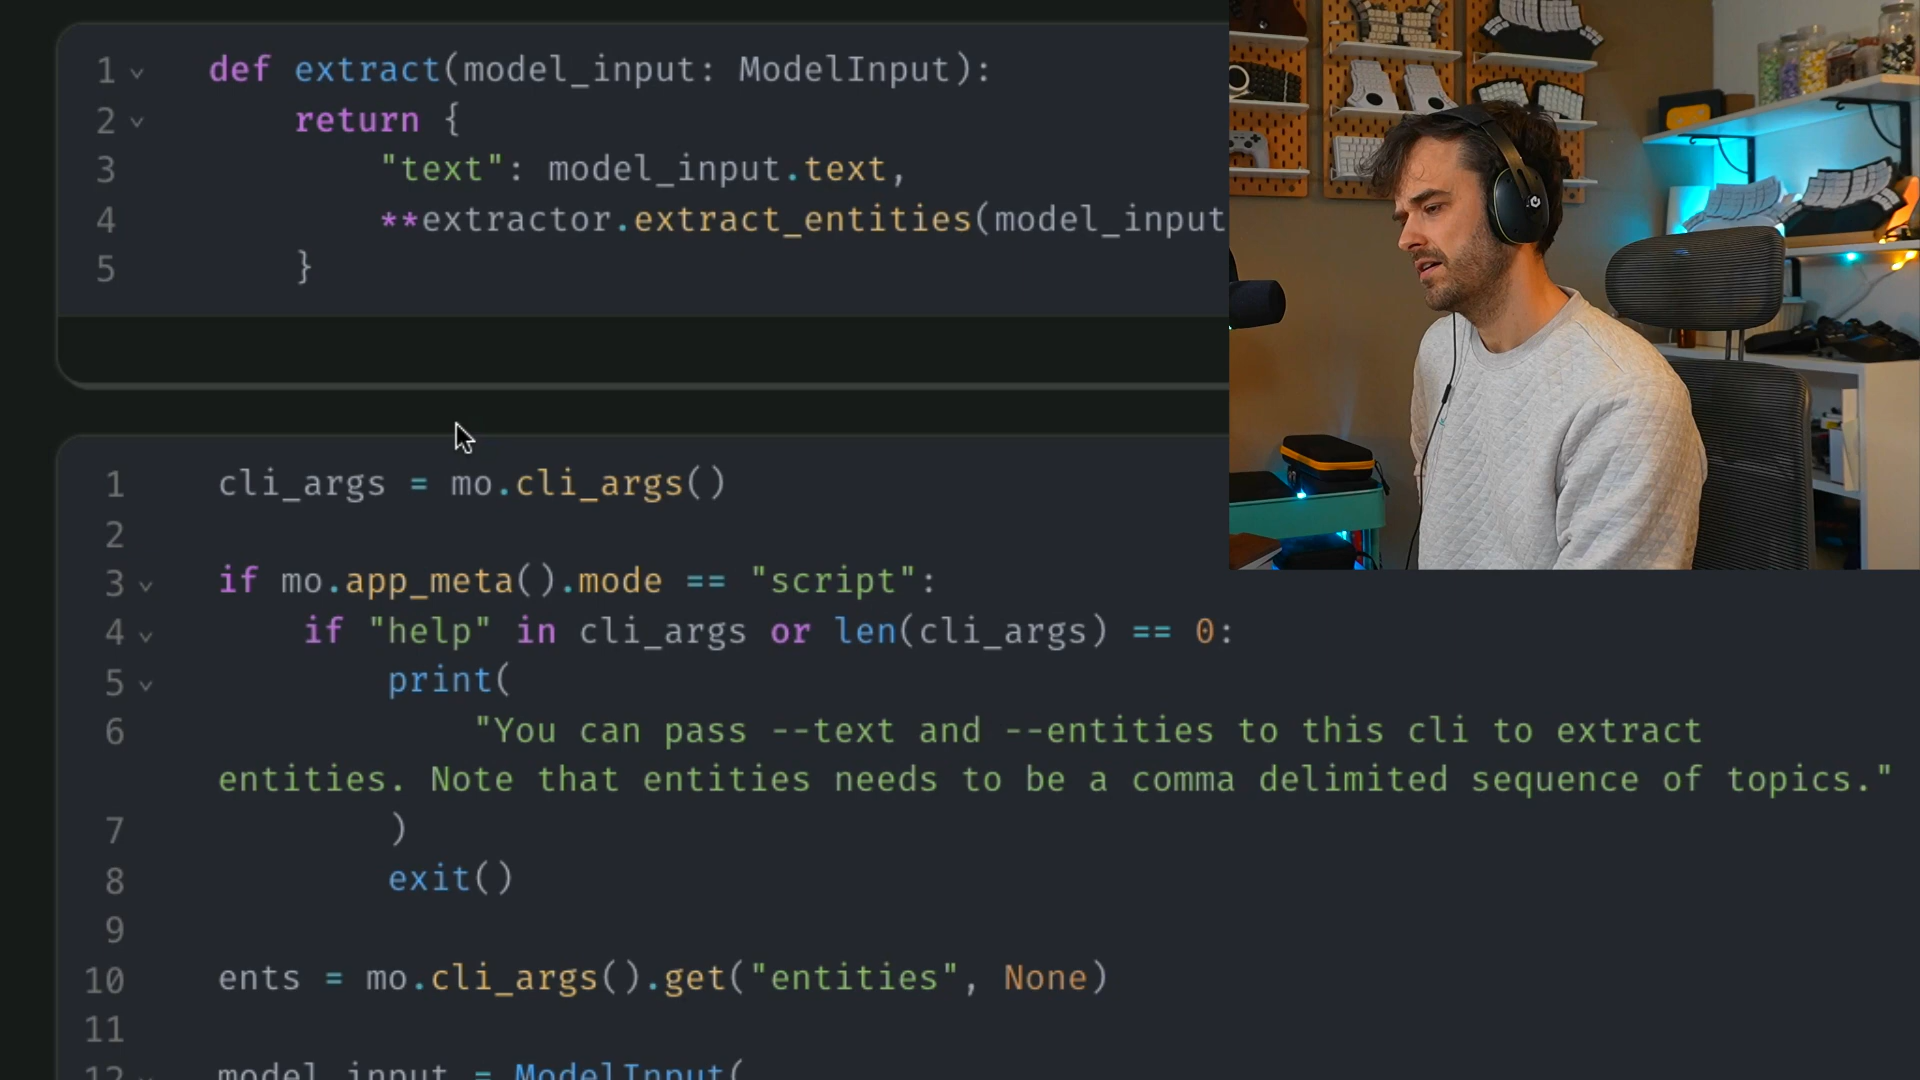 1 def extract(model_input: ModelInput):
2 return {
3 "text": model_input.text,
4 **extractor.extract_entities(model_input
5 }
1 cli_args = mo.cli_args()
2
3 if mo.app_meta().mode == "script":
4 if "help" in cli_args or len(cli_args) == 0:
5 print(
6 "You can pass --text and --entities to this cli to extract
entities. Note that entities needs to be a comma delimited sequence of topics."
7 )
8 exit()
9
10 ents = mo.cli_args().get("entities", None)
11
12 model_input = ModelInput(